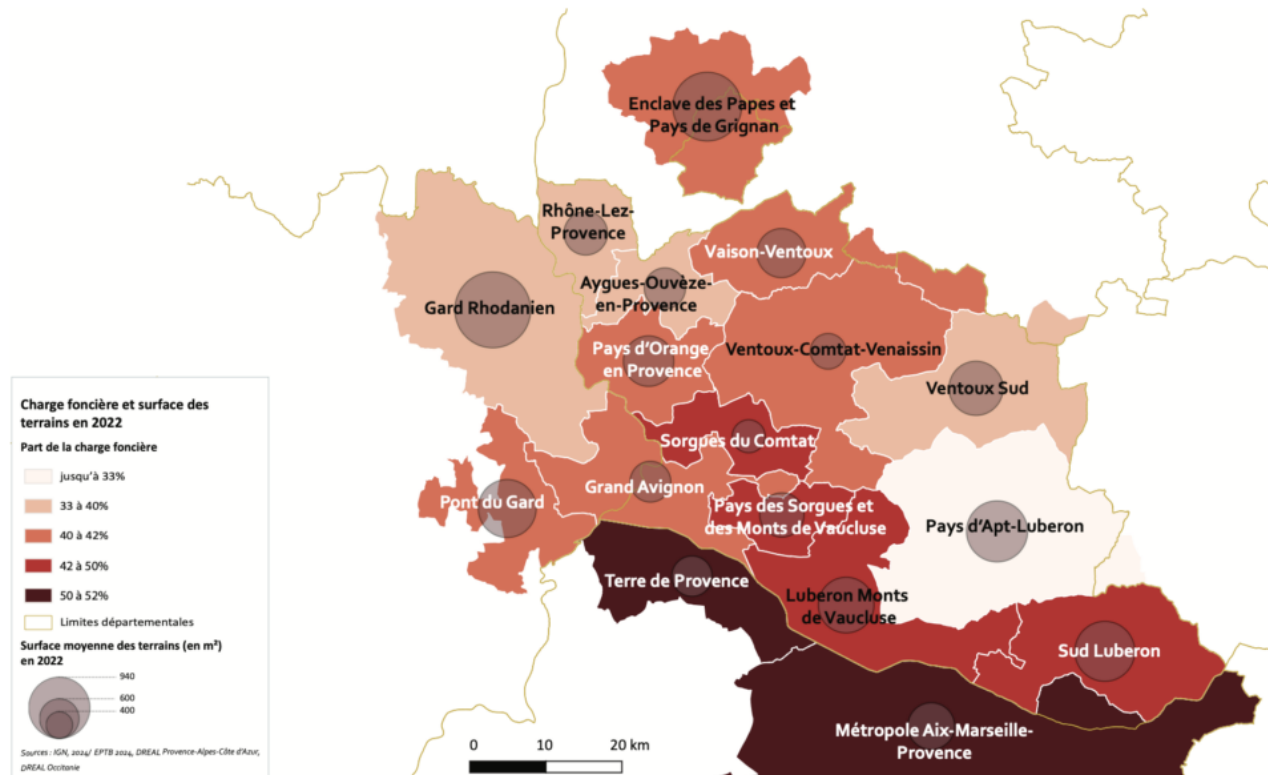 Enclave des Papes et
Pays de Grignan
Rhône-Lez-
Provence
Vaison-Ventoux
Aygues-Ouvèze-
en-Provence
Gard Rhodanien
Pays d'Orange
en Provence
Ventoux-Comtat-Venaissin
Ventoux Sud
Sorgues du Comtat
Grand Avignon
Pont du Gard
Pays des Sorgues et
des Monts de Vaucluse
Pays d'Apt-Luberon
Terre de Provence
Luberon Monts
de Vaucluse
Sud Luberon
Métropole Aix-Marseille-
Provence
Charge foncière et surface des
terrains en 2022
Part de la charge foncière
jusqu'à 33%
33 à 40%
40 à 42%
42 à 50%
50 à 52%
Limites départementales
Surface moyenne des terrains (en m²)
en 2022
940
600
400
Sources : IGN, 2024/ EPTB 2024, DREAL Provence-Alpes-Côte d'Azur,
DREAL Occitanie
0 10 20 km